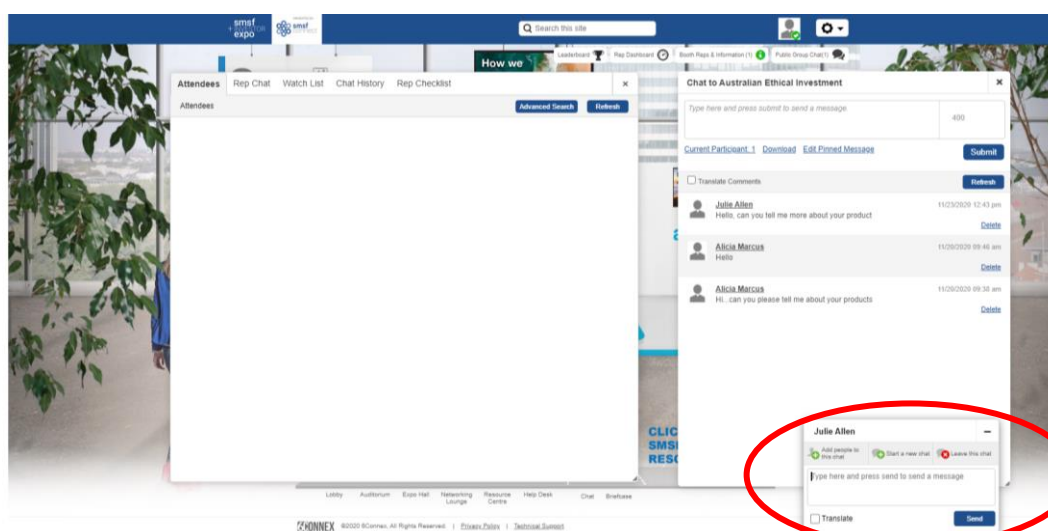 smsf
INVESTOR
expo
smsf
connect
Search this site
Leaderboard
Rep Dashboard
Booth Reps & Information (1)
Public Group Chat(1)
How we
Attendees
Rep Chat
Watch List
Chat History
Rep Checklist
×
Attendees
Advanced Search
Refresh
Chat to Australian Ethical Investment
×
Type here and press submit to send a message.
400
Current Participant: 1
Download
Edit Pinned Message
Submit
Translate Comments
Refresh
Julie Allen
11/23/2020 12:43 pm
Hello, can you tell me more about your product
Delete
Alicia Marcus
11/20/2020 09:46 am
Hello
Delete
Alicia Marcus
11/20/2020 09:38 am
Hi...can you please tell me about your products
Delete
CLIC
SMSI
RESO
Julie Allen
Add people to
this chat
Start a new chat
Leave this chat
Type here and press send to send a message
Translate
Send
Lobby
Auditorium
Expo Hall
Networking
Lounge
Resource
Centre
Help Desk
Chat
Briefcase
©2020 6Connex, All Rights Reserved.
|
Privacy Policy
|
Technical Support